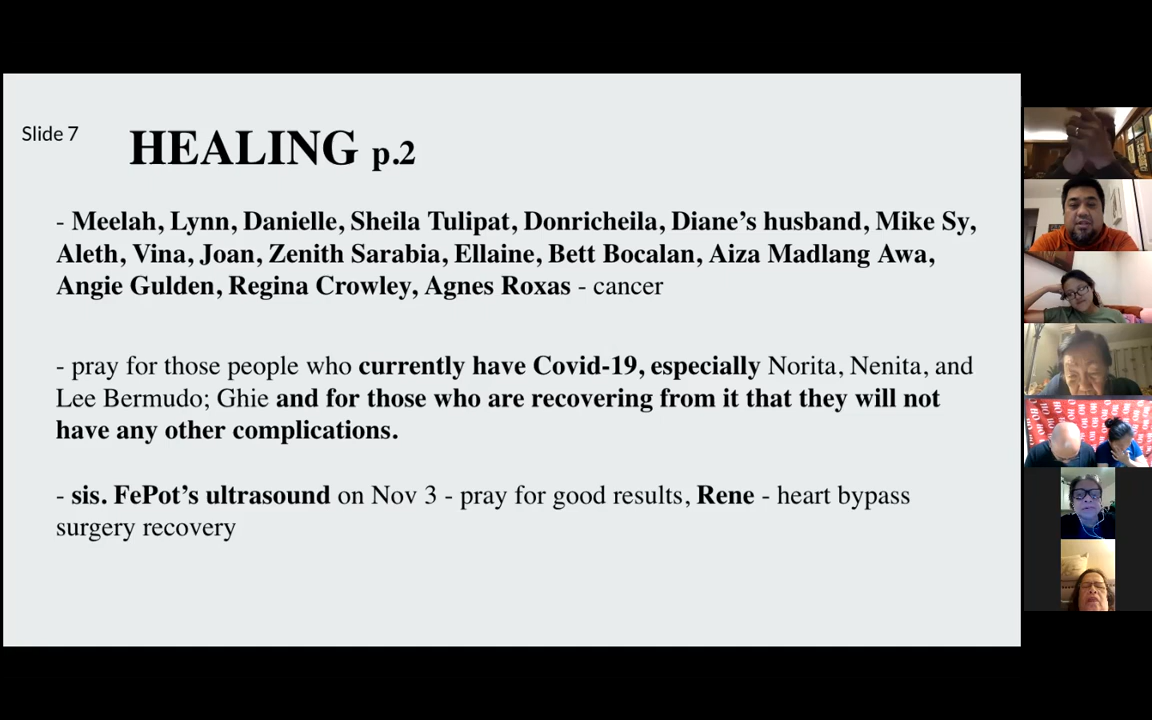 Slide 7
HEALING p.2
- Meelah, Lynn, Danielle, Sheila Tulipat, Donricheila, Diane’s husband, Mike Sy,
Aleth, Vina, Joan, Zenith Sarabia, Ellaine, Bett Bocalan, Aiza Madlang Awa,
Angie Gulden, Regina Crowley, Agnes Roxas - cancer
- pray for those people who currently have Covid-19, especially Norita, Nenita, and
Lee Bermudo; Ghie and for those who are recovering from it that they will not
have any other complications.
- sis. FePot’s ultrasound on Nov 3 - pray for good results, Rene - heart bypass
surgery recovery